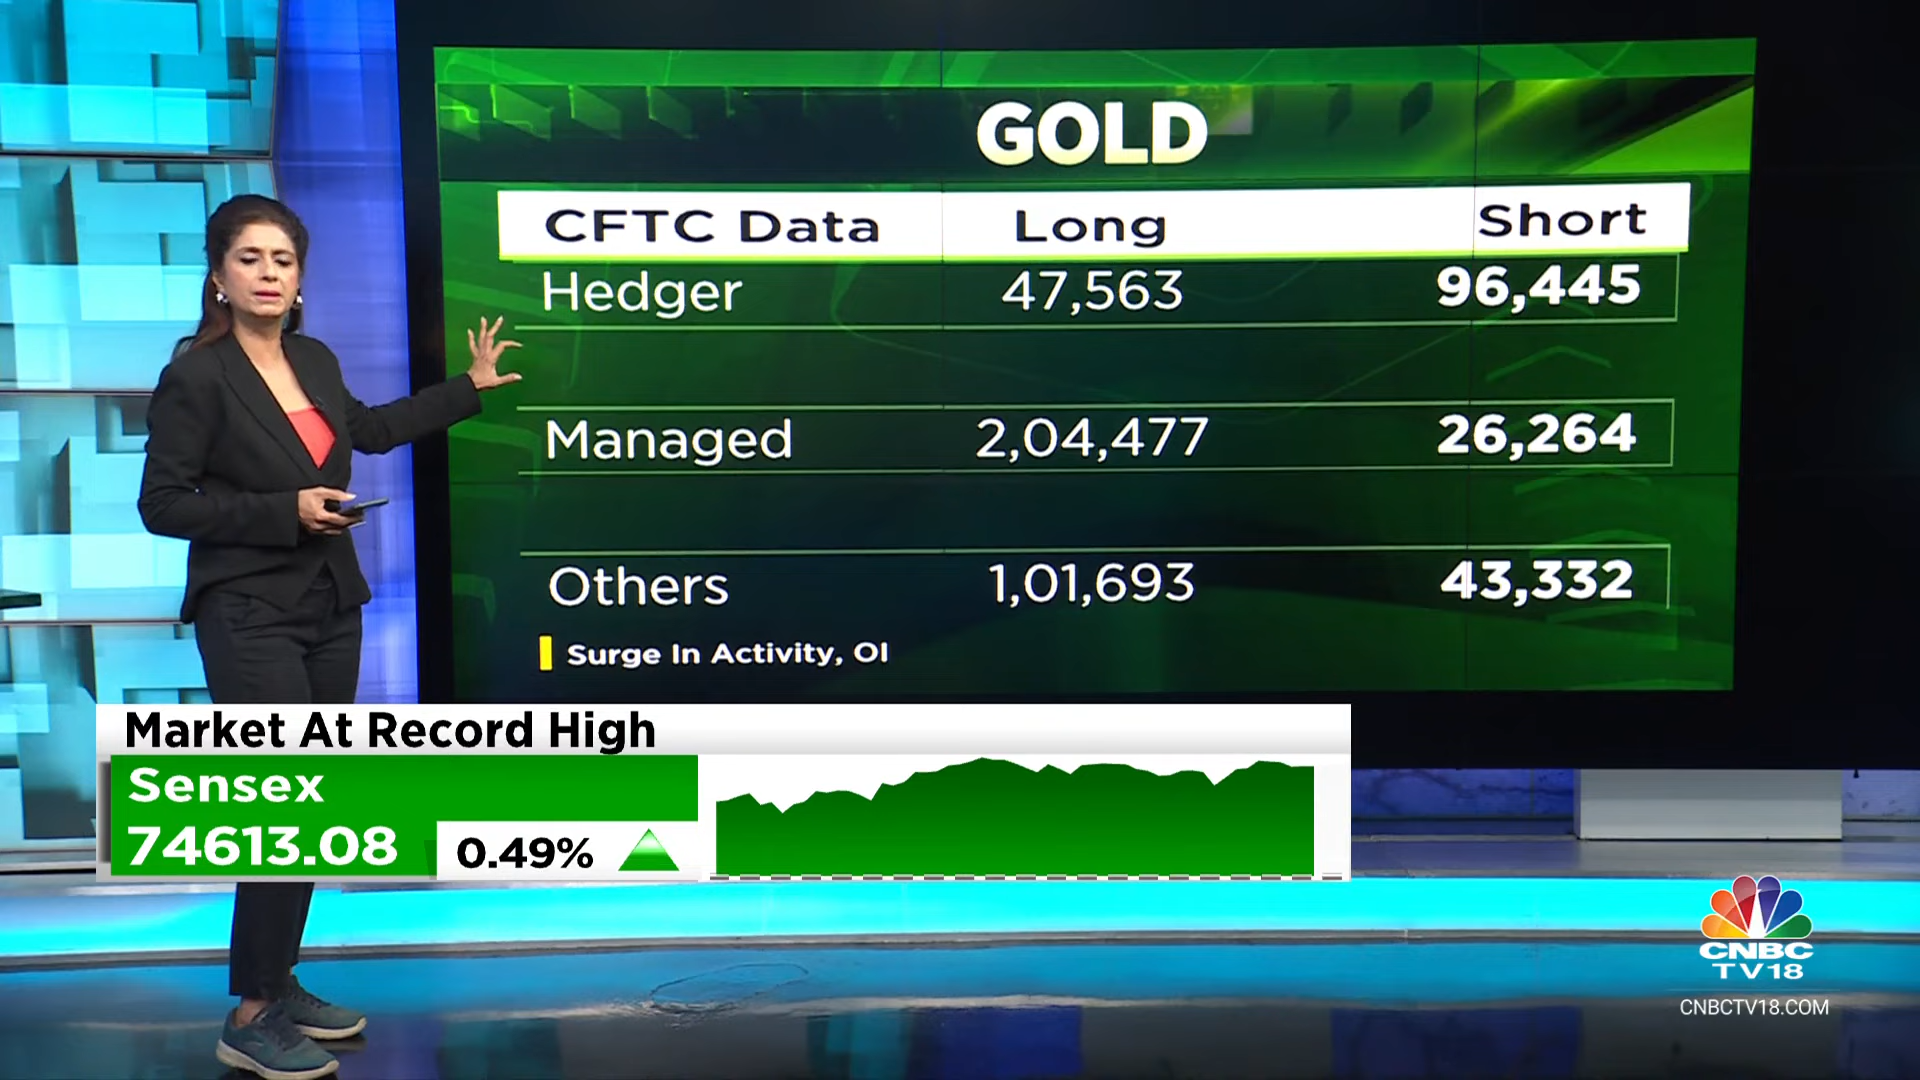 GOLD
CFTC Data Long Short
Hedger 47,563 96,445
Managed 2,04,477 26,264
Others 1,01,693 43,332
Surge In Activity, OI
Market At Record High
Sensex
74613.08 0.49%
CNBC
TV18
CNBCTV18.COM